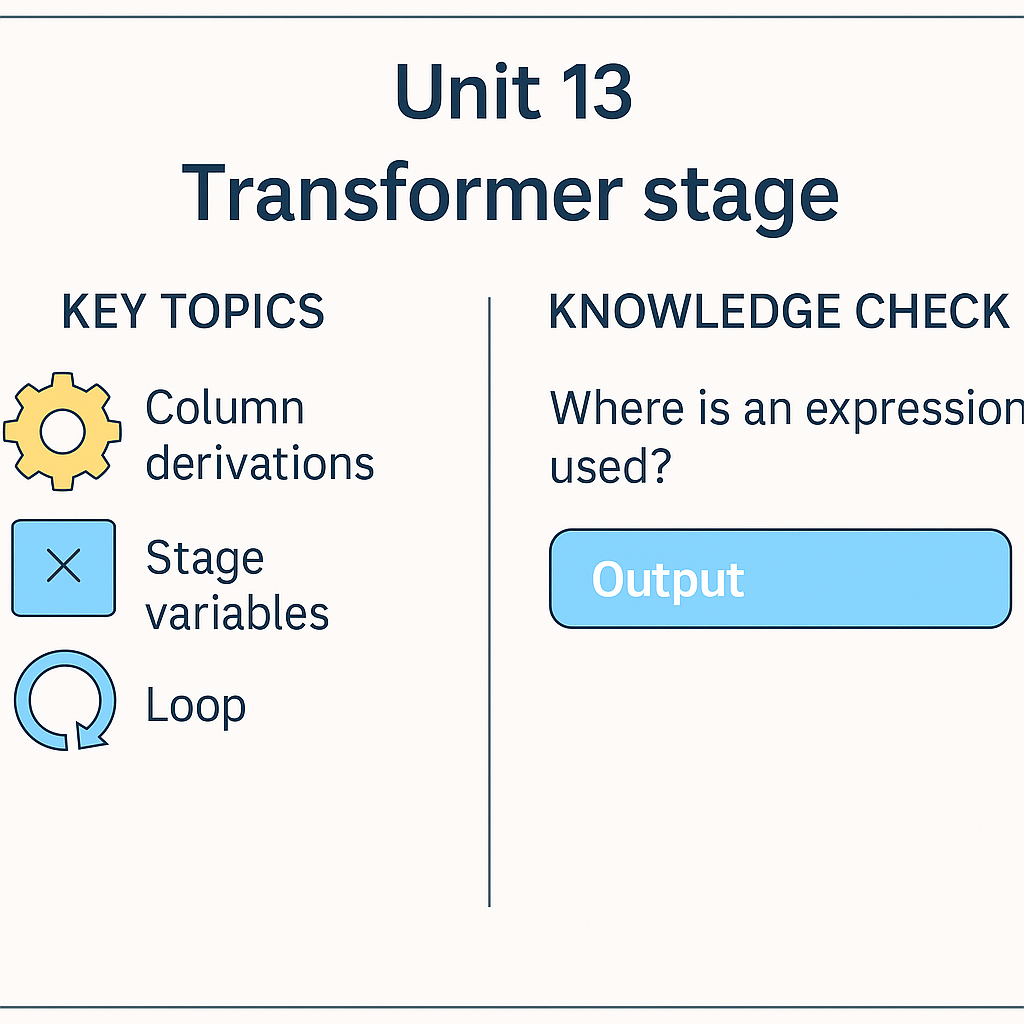 Unit 13
Transformer stage
KEY TOPICS
Column
derivations
Stage
variables
Loop
KNOWLEDGE CHECK
Where is an expression
used?
Output